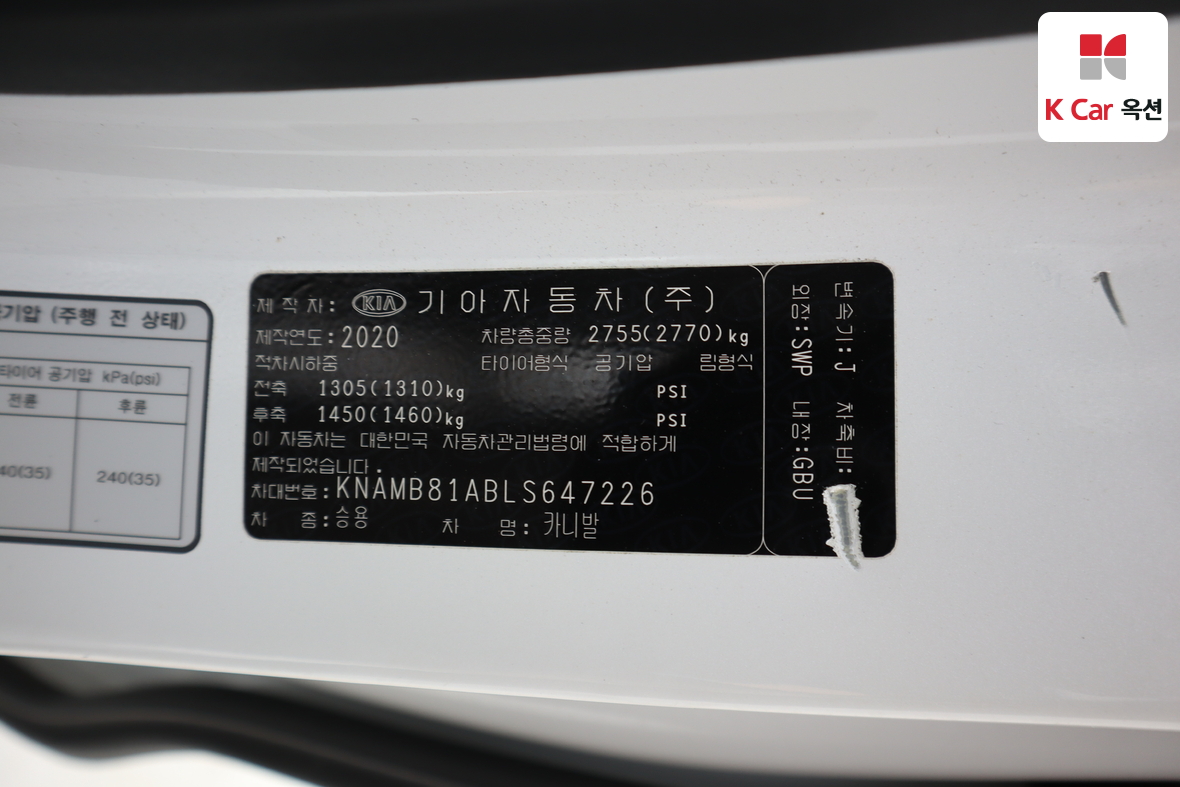 K Car 옥션
공기압 (주행 전 상태)
타이어 공기압 kPa(psi)
전륜 후륜
40(35) 240(35)
제 작 자: KIA 기아자동차(주)
제작연도:2020 차량총중량 2755(2770)kg
적차시하중 타이어형식 공기압 림형식
전축 1305(1310)kg PSI
후축 1450(1460)kg PSI
이 자동차는 대한민국 자동차관리법령에 적합하게
제작되었습니다.
차대번호:KNAMB81ABLS647226
차 종:승용 차 명:카니발
변속기:J 차축비:
외장:SWP 내장:GBU